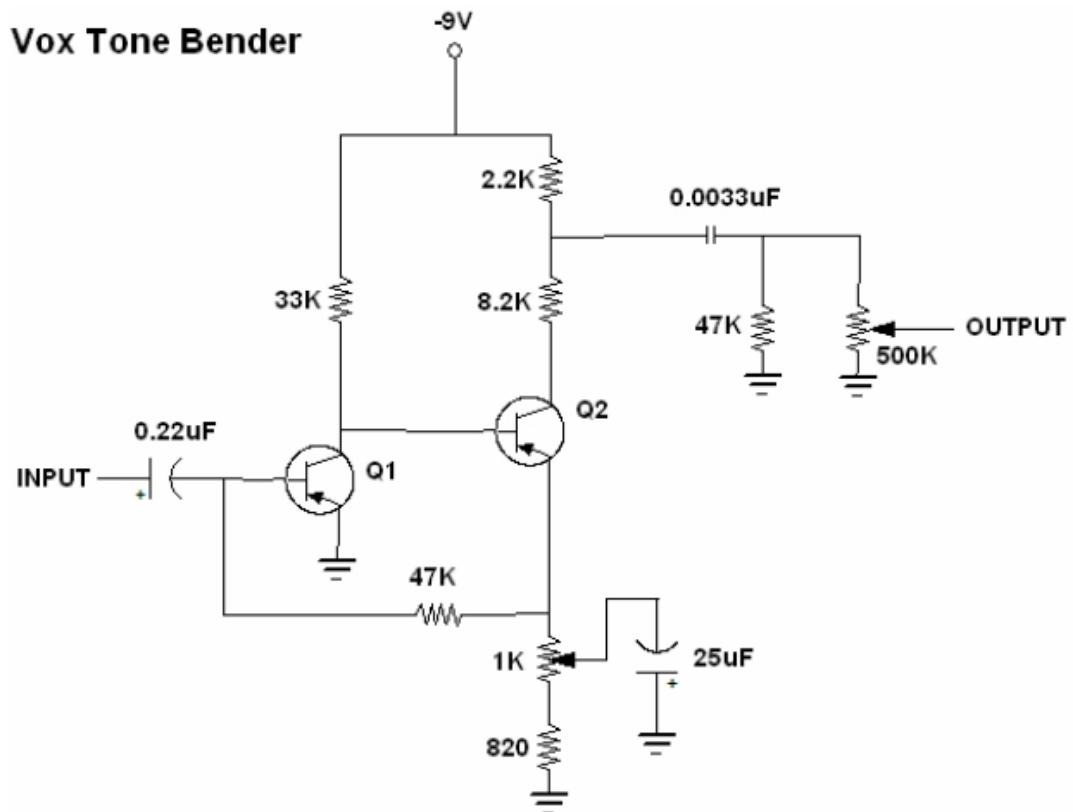 -9V
Vox Tone Bender
2.2K
0.0033uF
33K
8.2K
47K
OUTPUT
500K
Q2
0.22uF
INPUT
+
Q1
47K
1K
25uF
+
820